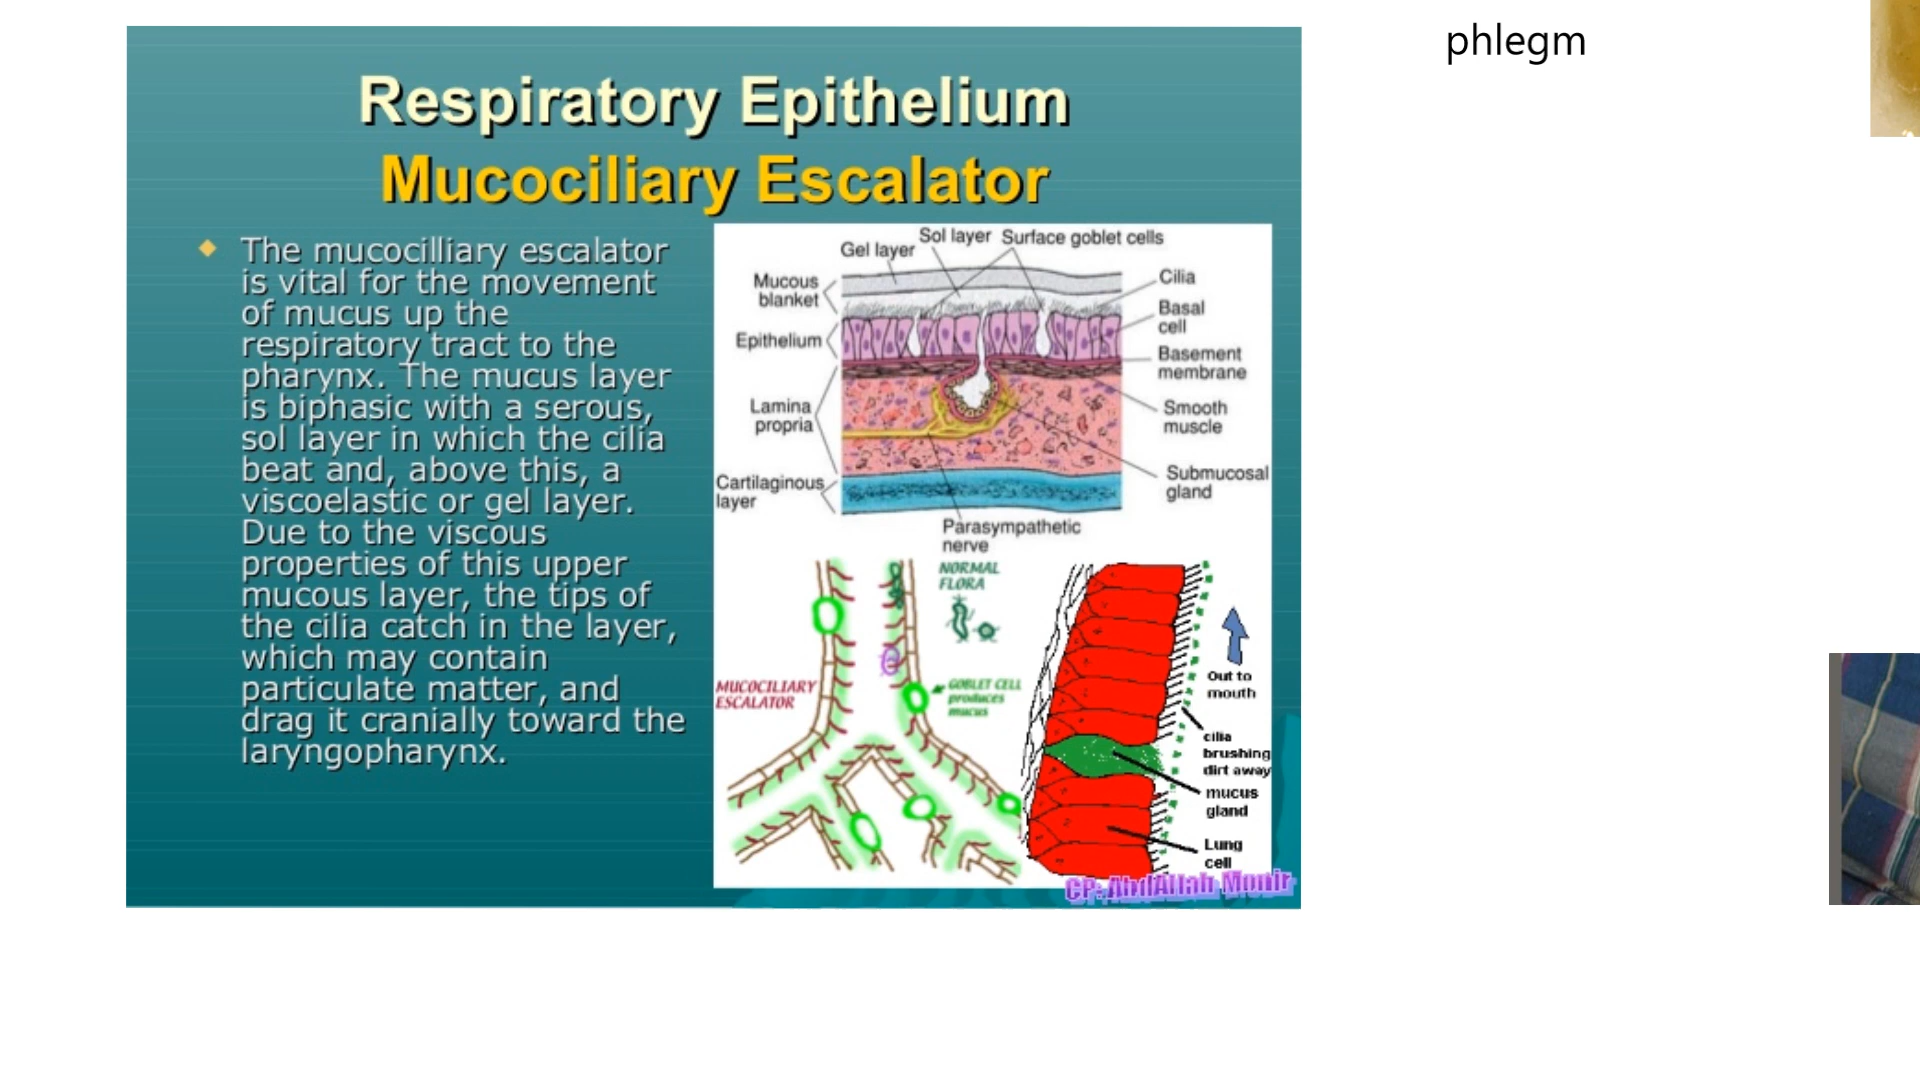 Respiratory Epithelium
Mucociliary Escalator
The mucocilliary escalator
is vital for the movement
of mucus up the
respiratory tract to the
pharynx. The mucus layer
is biphasic with a serous,
sol layer in which the cilia
beat and, above this, a
viscoelastic or gel layer.
Due to the viscous
properties of this upper
mucous layer, the tips of
the cilia catch in the layer,
which may contain
particulate matter, and
drag it cranially toward the
laryngopharynx.
Gel layer
Sol layer
Surface goblet cells
Mucous
blanket
Epithelium
Lamina
propria
Cartilaginous
layer
Cilia
Basal
cell
Basement
membrane
Smooth
muscle
Submucosal
gland
Parasympathetic
nerve
NORMAL
FLORA
MUCOCILIARY
ESCALATOR
GOBLET CELL
produces
mucus
Out to
mouth
cilia
brushing
dirt away
mucus
gland
Lung
cell
CP:AbdAllah Monir
phlegm